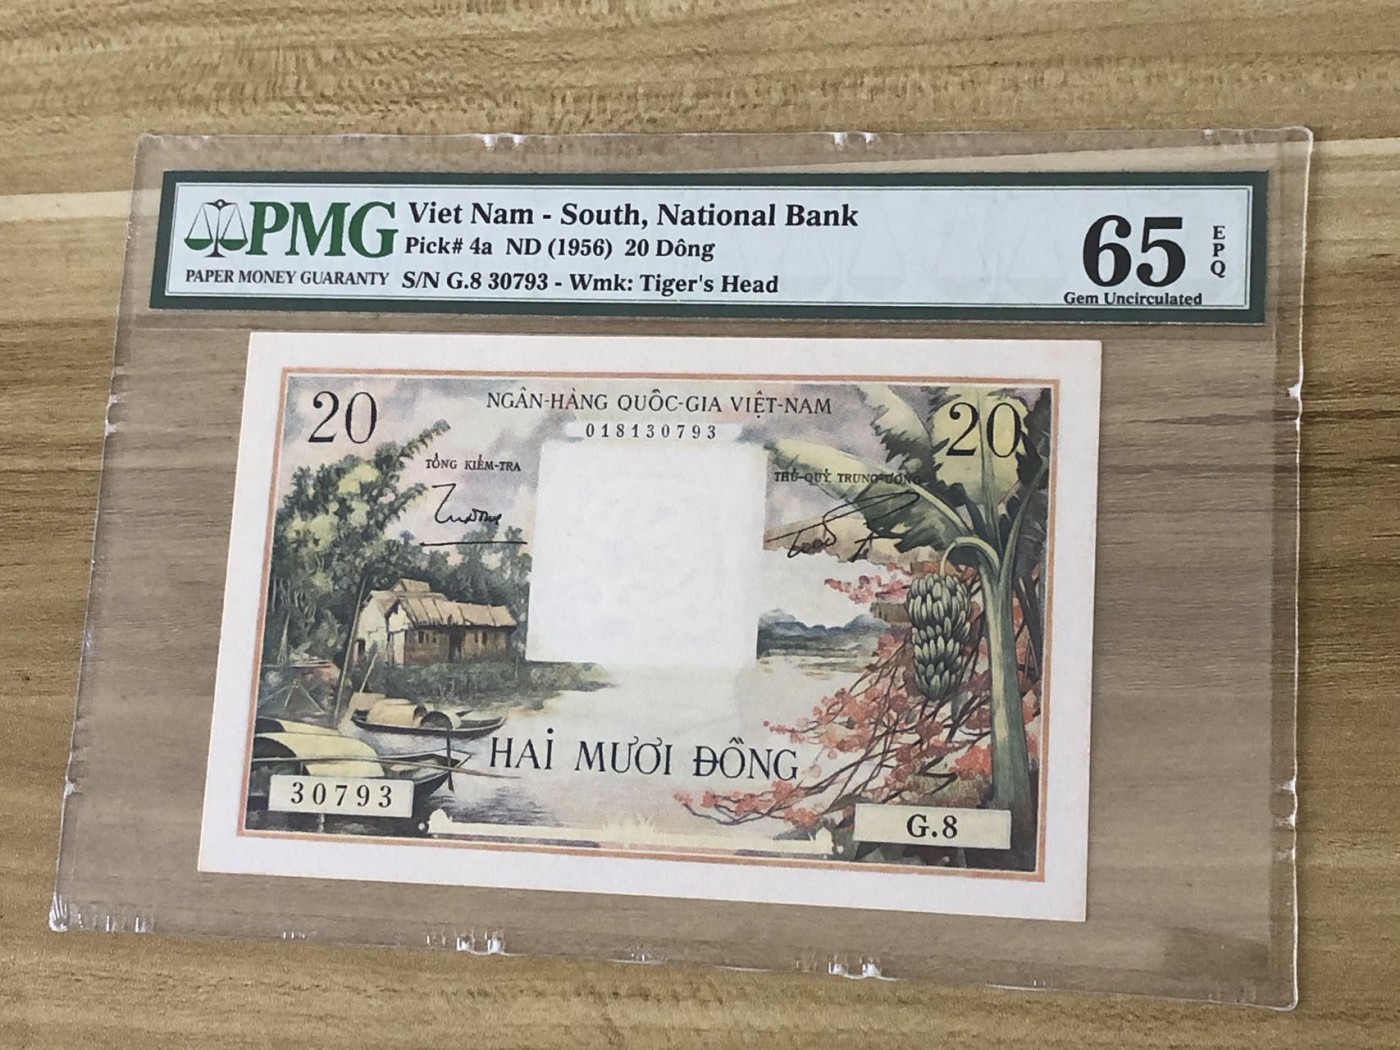 PMG
PAPER MONEY GUARANTY
Viet Nam - South, National Bank
Pick# 4a ND (1956) 20 Dông
S/N G.8 30793 - Wmk: Tiger's Head
65
EPQ
Gem Uncirculated
20
NGÂN-HÀNG QUỐC-GIA VIỆT-NAM
20
018130793
TỔNG KIỂM-TRA
THỦ-QUỸ TRUNG-ƯƠNG
HAI MƯƠI ĐỒNG
30793
G.8